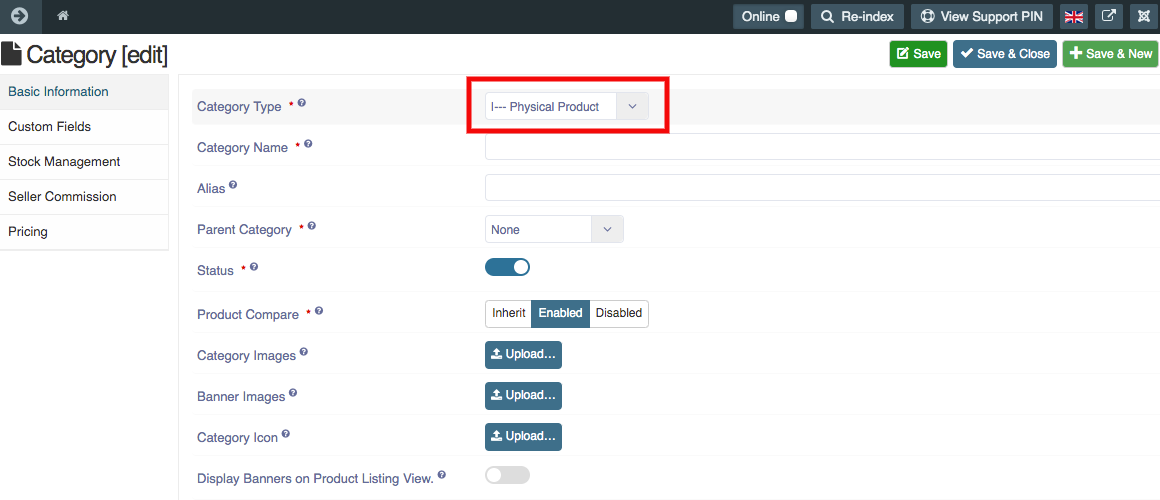 Online Re-index View Support PIN
Category [edit] Save Save & Close Save & New
Basic Information
Custom Fields
Stock Management
Seller Commission
Pricing
Category Type * ? I--- Physical Product
Category Name * ?
Alias ?
Parent Category * ? None
Status * ?
Product Compare * ? Inherit Enabled Disabled
Category Images ? Upload...
Banner Images ? Upload...
Category Icon ? Upload...
Display Banners on Product Listing View. ?